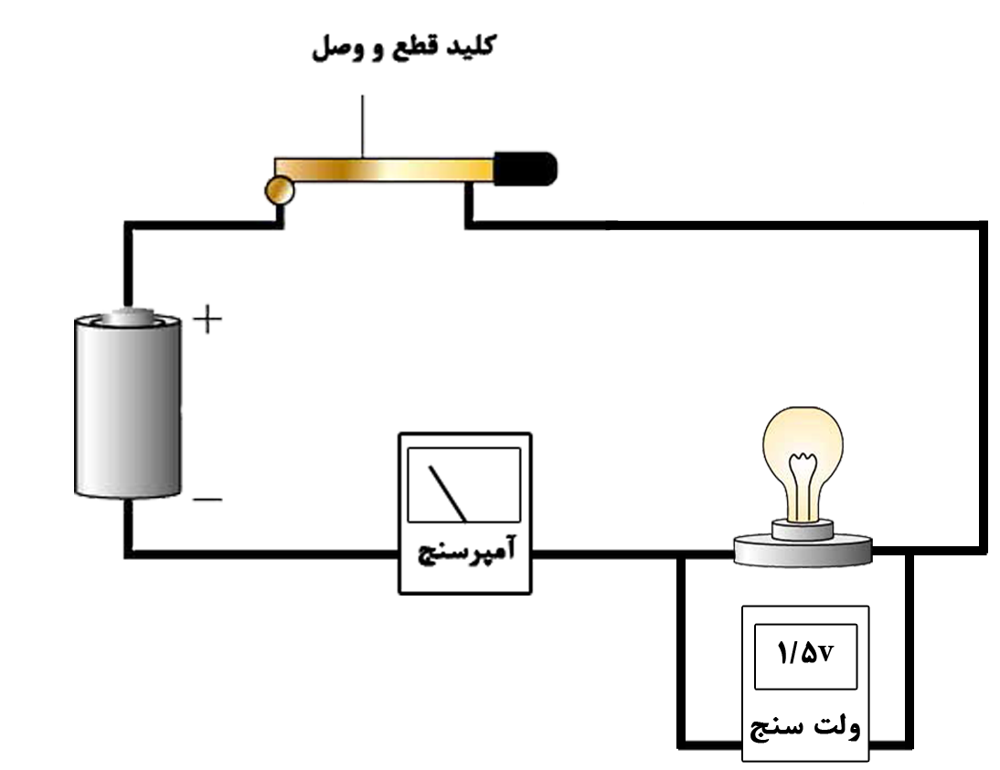 کلید قطع و وصل
+
−
آمپرسنج
۱/۵v
ولت سنج